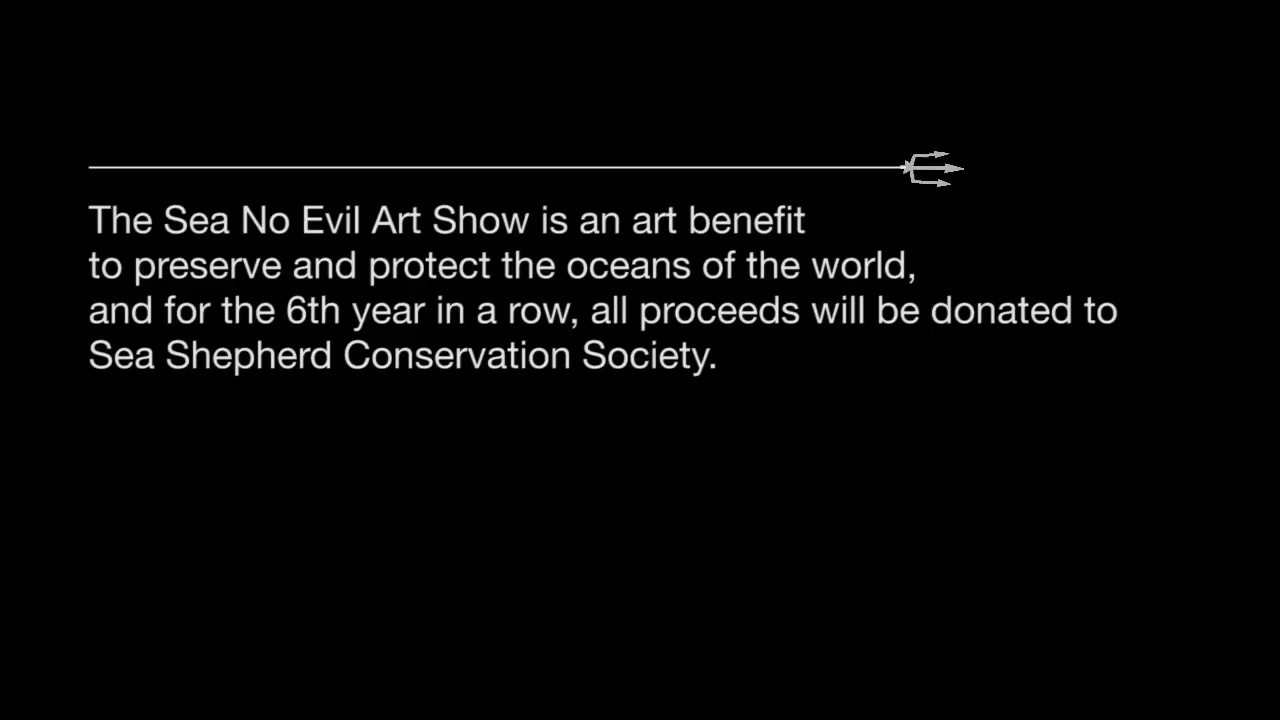 The Sea No Evil Art Show is an art benefit
to preserve and protect the oceans of the world,
and for the 6th year in a row, all proceeds will be donated to
Sea Shepherd Conservation Society.